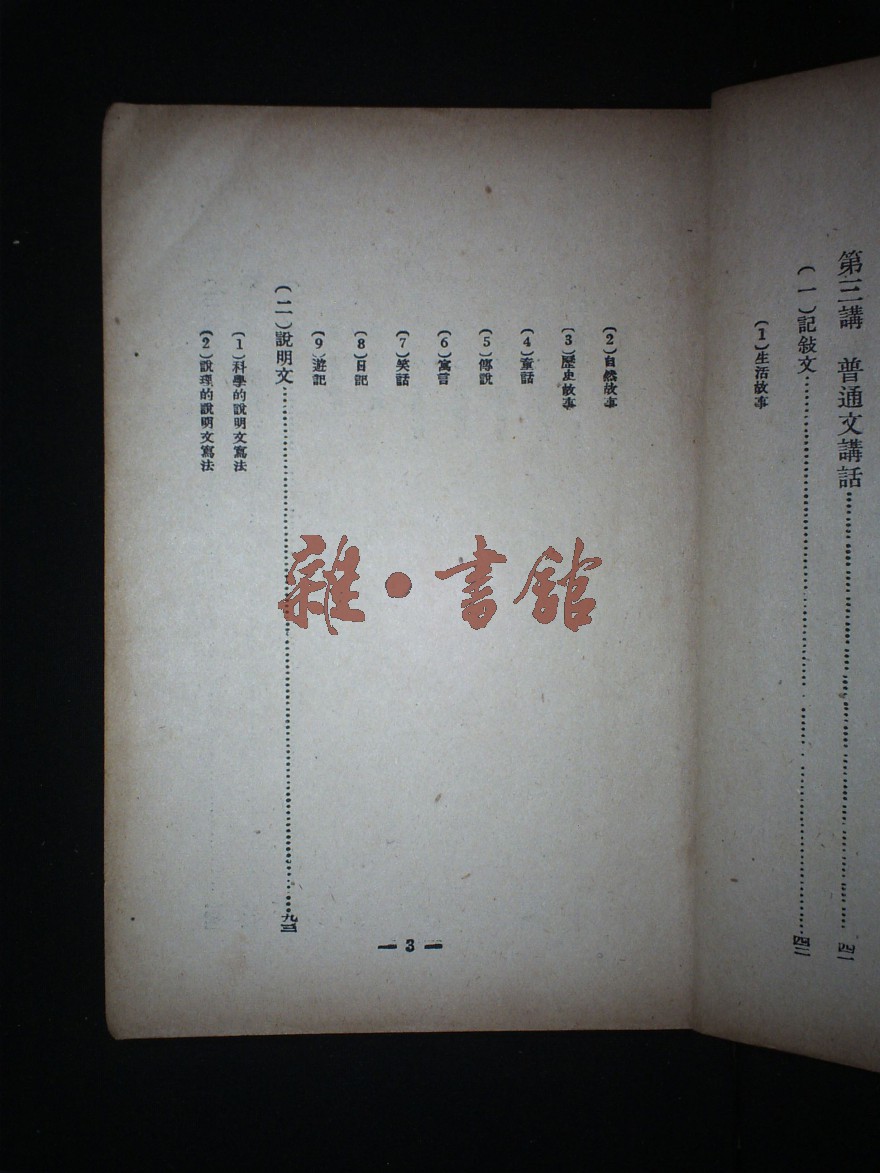 第三講 普通文講話……四一
(一)記敍文……四二
(1)生活故事
(2)自然故事
(3)歷史故事
(4)童話
(5)傳說
(6)寓言
(7)笑話
(8)日記
(9)遊記
(二)說明文……九三
(1)科學的說明文寫法
(2)說理的說明文寫法
— 3 —
雜·書館